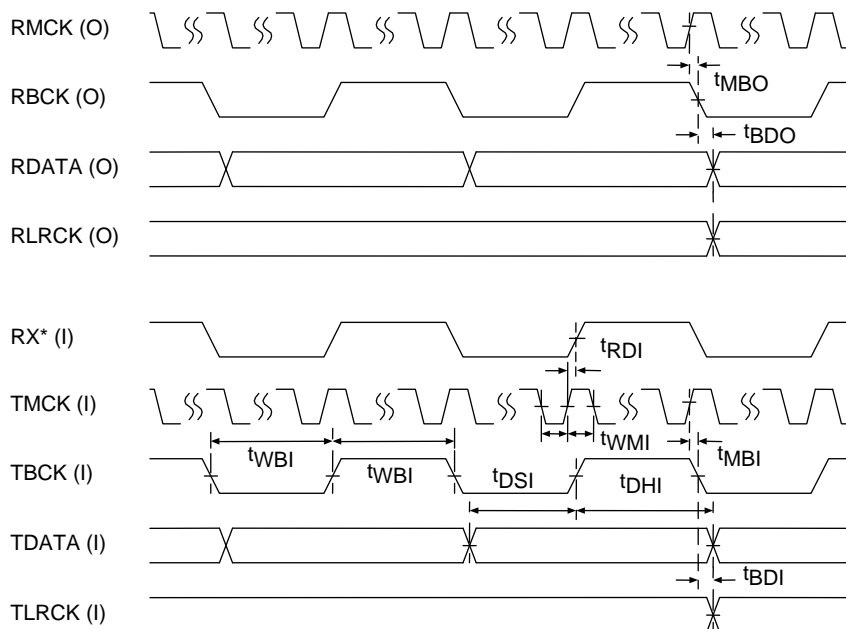 RMCK (O)
tMBO
RBCK (O)
tBDO
RDATA (O)
RLRCK (O)
RX* (I)
tRDI
TMCK (I)
tWMI
tWBI
tWBI
tDSI
tDHI
tMBI
TBCK (I)
TDATA (I)
tBDI
TLRCK (I)